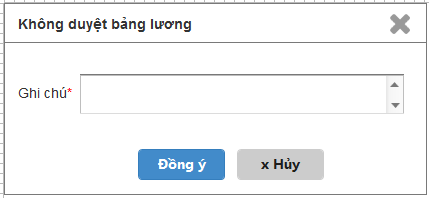 Không duyệt bảng lương
Ghi chú*
Đồng ý
x Hủy